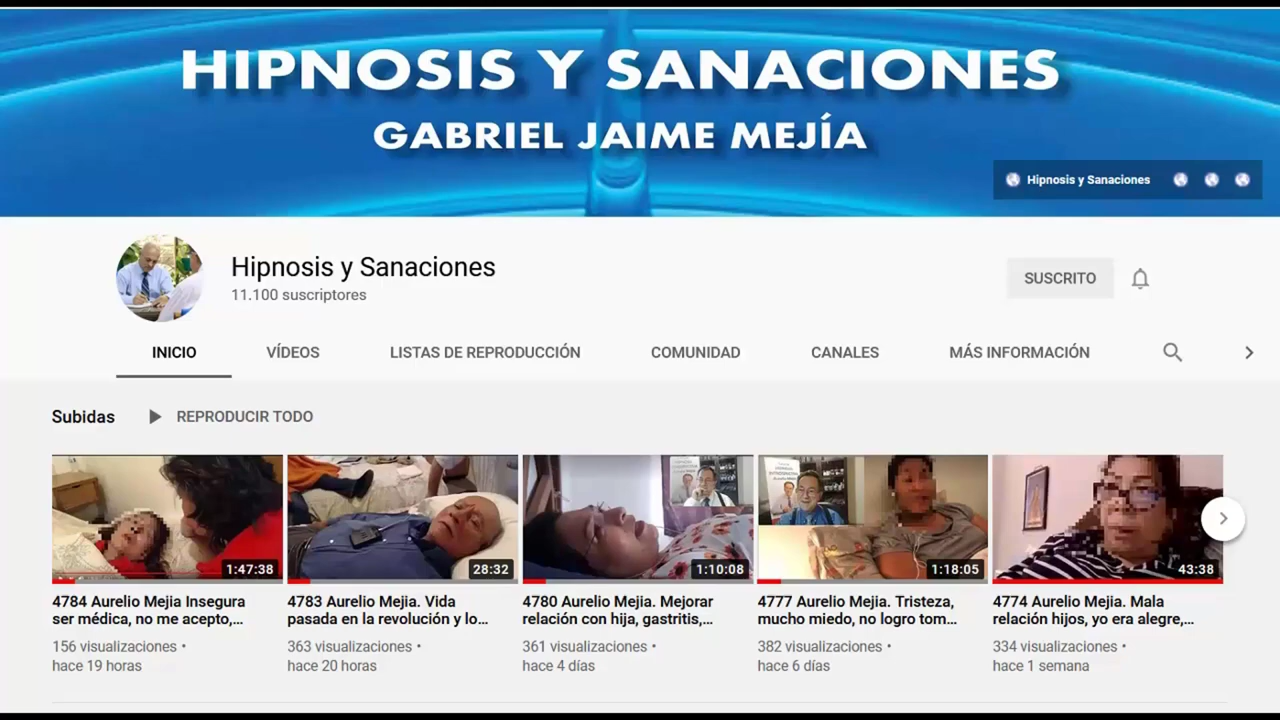 HIPNOSIS Y SANACIONES
GABRIEL JAIME MEJÍA
Hipnosis y Sanaciones
Hipnosis y Sanaciones
11.100 suscriptores
SUSCRITO
INICIO VÍDEOS LISTAS DE REPRODUCCIÓN COMUNIDAD CANALES MÁS INFORMACIÓN
Subidas REPRODUCIR TODO
1:47:38
4784 Aurelio Mejia Insegura
ser médica, no me acepto,...
156 visualizaciones •
hace 19 horas
28:32
4783 Aurelio Mejia. Vida
pasada en la revolución y lo...
363 visualizaciones •
hace 20 horas
1:10:08
4780 Aurelio Mejia. Mejorar
relación con hija, gastritis,...
361 visualizaciones •
hace 4 días
1:18:05
4777 Aurelio Mejia. Tristeza,
mucho miedo, no logro tom...
382 visualizaciones •
hace 6 días
43:38
4774 Aurelio Mejia. Mala
relación hijos, yo era alegre,...
334 visualizaciones •
hace 1 semana